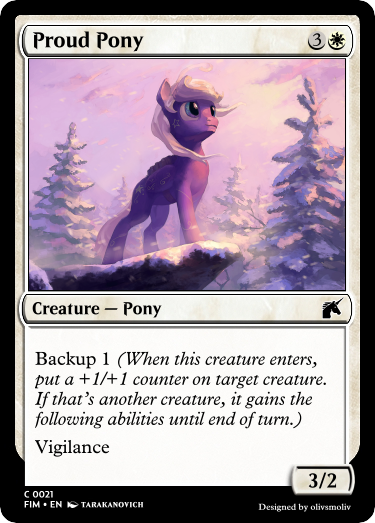 Proud Pony 3
Creature — Pony
Backup 1 (When this creature enters,
put a +1/+1 counter on target creature.
If that's another creature, it gains the
following abilities until end of turn.)
Vigilance
3/2
C 0021
FIM • EN TARAKANOVICH
Designed by olivsmoliv